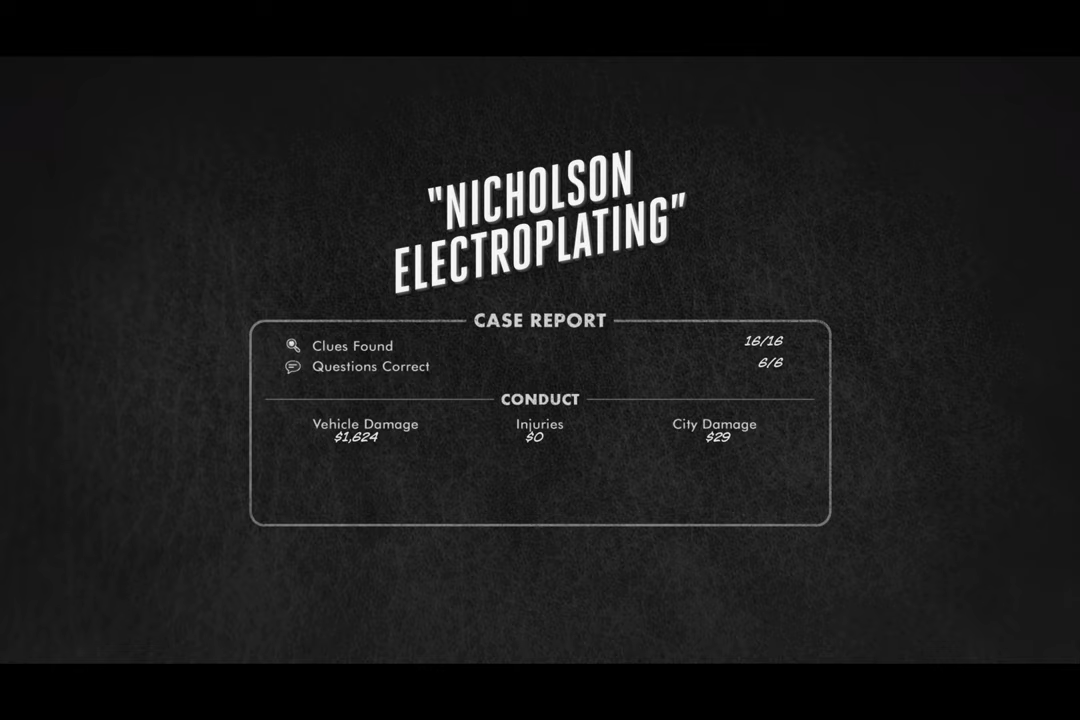 "NICHOLSON
ELECTROPLATING"
CASE REPORT
Clues Found 16/16
Questions Correct 6/6
CONDUCT
Vehicle Damage Injuries City Damage
$1,624 $0 $29